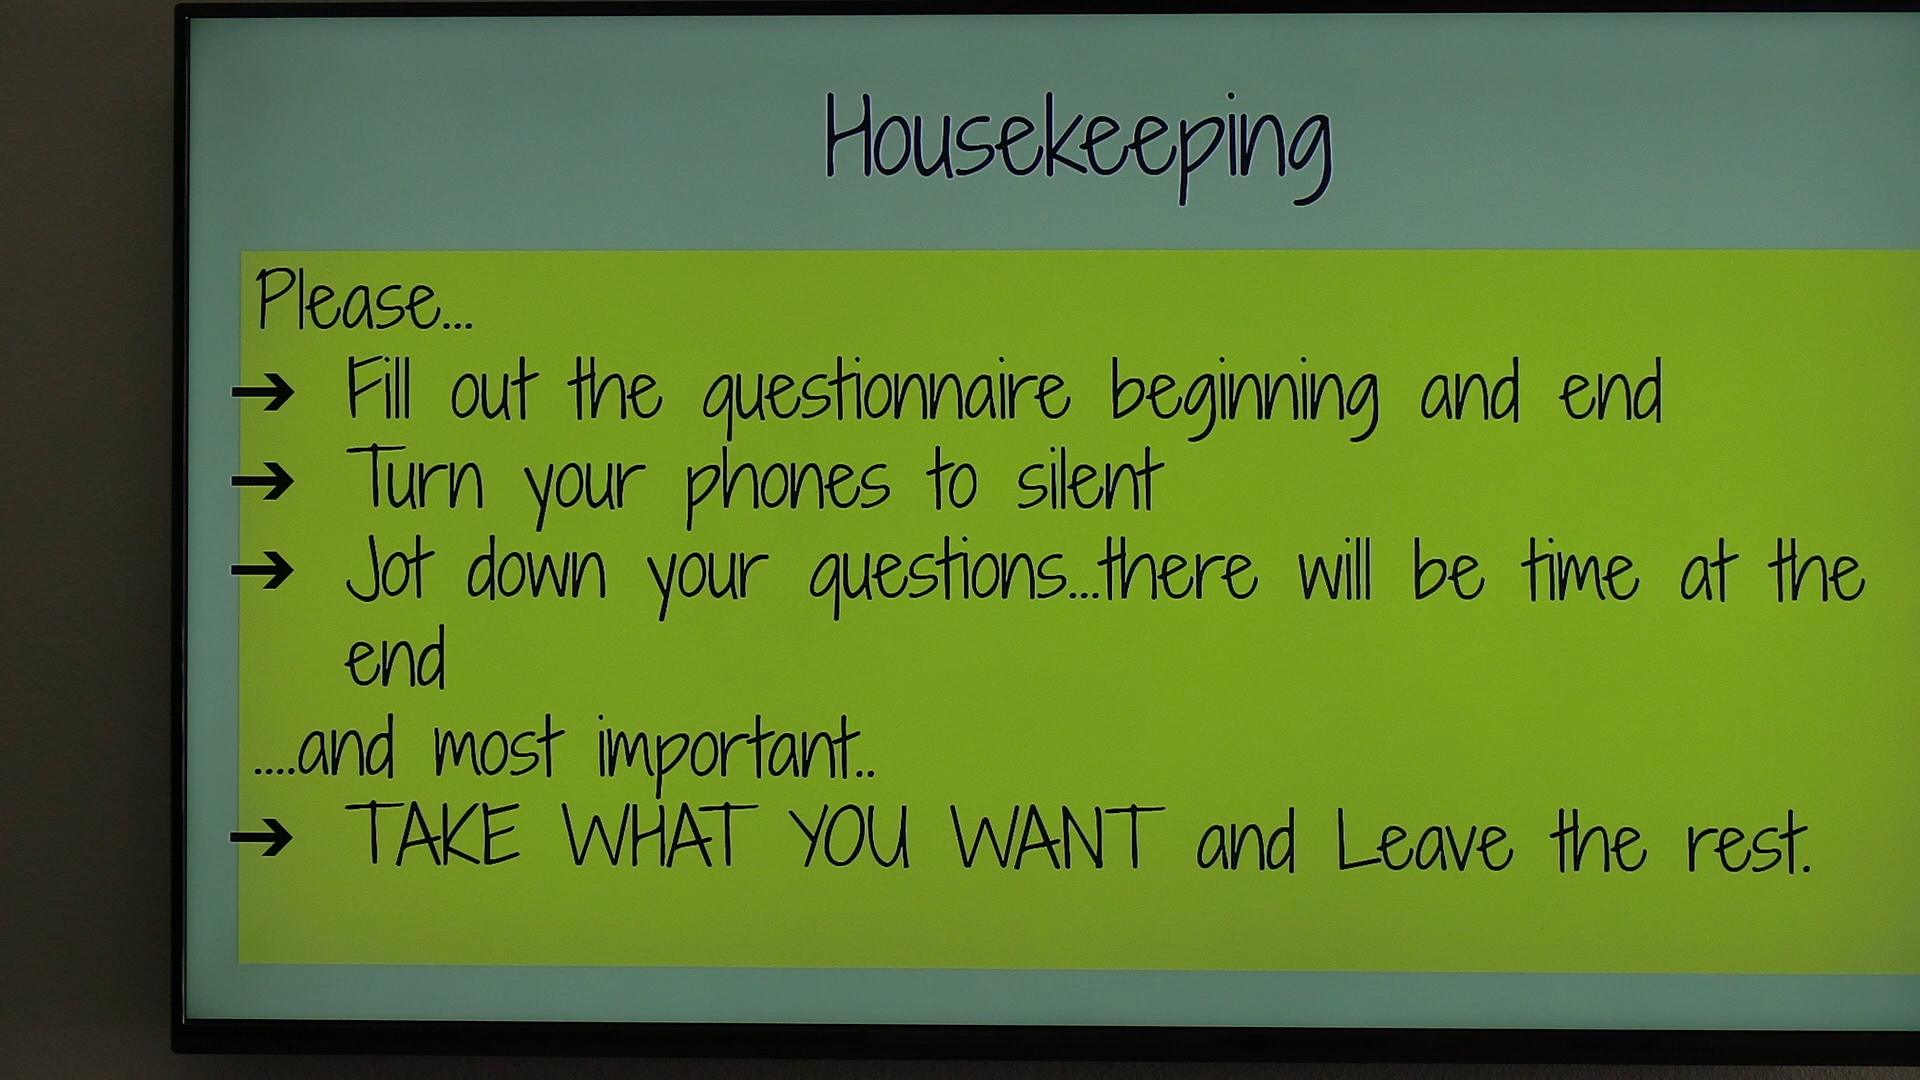 Housekeeping
Please...
➔ Fill out the questionnaire beginning and end
➔ Turn your phones to silent
➔ Jot down your questions...there will be time at the
end
....and most important..
➔ TAKE WHAT YOU WANT and Leave the rest.